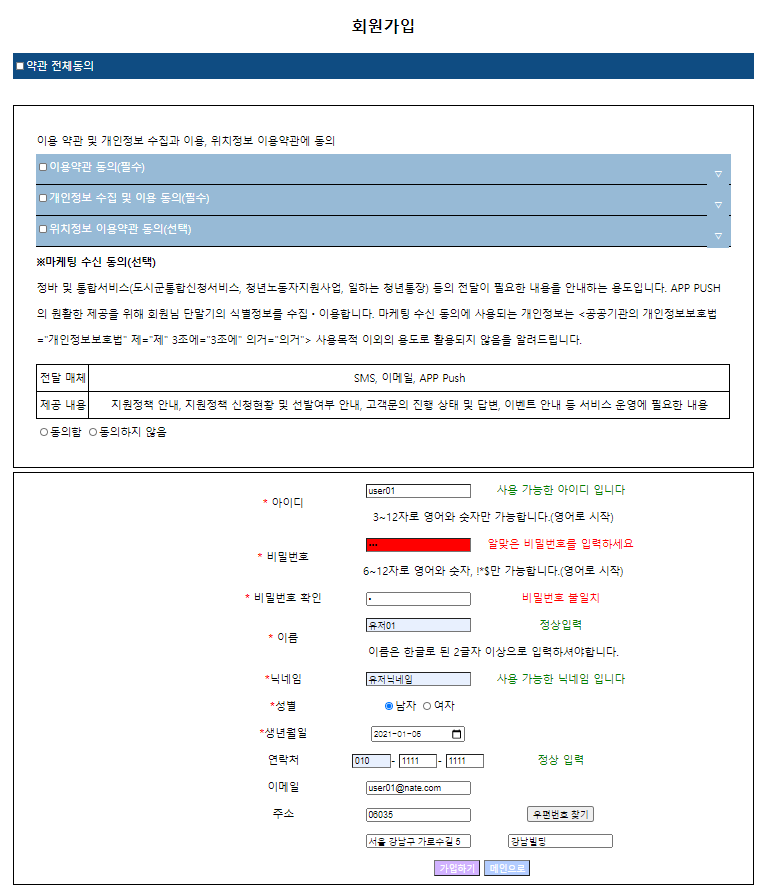 회원가입
약관 전체동의
이용 약관 및 개인정보 수집과 이용, 위치정보 이용약관에 동의
이용약관 동의(필수)
개인정보 수집 및 이용 동의(필수)
위치정보 이용약관 동의(선택)
※마케팅 수신 동의(선택)
정바 및 통합서비스(도시군통합신청서비스, 청년노동자지원사업, 일하는 청년통장) 등의 전달이 필요한 내용을 안내하는 용도입니다. APP PUSH
의 원활한 제공을 위해 회원님 단말기의 식별정보를 수집・이용합니다. 마케팅 수신 동의에 사용되는 개인정보는 <공공기관의 개인정보보호법
="개인정보보호법" 제="제" 3조에="3조에" 의거="의거"> 사용목적 이외의 용도로 활용되지 않음을 알려드립니다.
전달 매체 SMS, 이메일, APP Push
제공 내용 지원정책 안내, 지원정책 신청현황 및 선발여부 안내, 고객문의 진행 상태 및 답변, 이벤트 안내 등 서비스 운영에 필요한 내용
동의함 동의하지 않음
* 아이디 user01 사용 가능한 아이디 입니다
3~12자로 영어와 숫자만 가능합니다.(영어로 시작)
* 비밀번호 알맞은 비밀번호를 입력하세요
6~12자로 영어와 숫자, !*$만 가능합니다.(영어로 시작)
* 비밀번호 확인 비밀번호 불일치
* 이름 유저01 정상입력
이름은 한글로 된 2글자 이상으로 입력하셔야합니다.
*닉네임 유저닉네임 사용 가능한 닉네임 입니다
*성별 남자 여자
*생년월일 2021-01-05
연락처 010 - 1111 - 1111 정상 입력
이메일 user01@nate.com
주소 06035 우편번호 찾기
서울 강남구 가로수길 5 강남빌딩
가입하기 메인으로